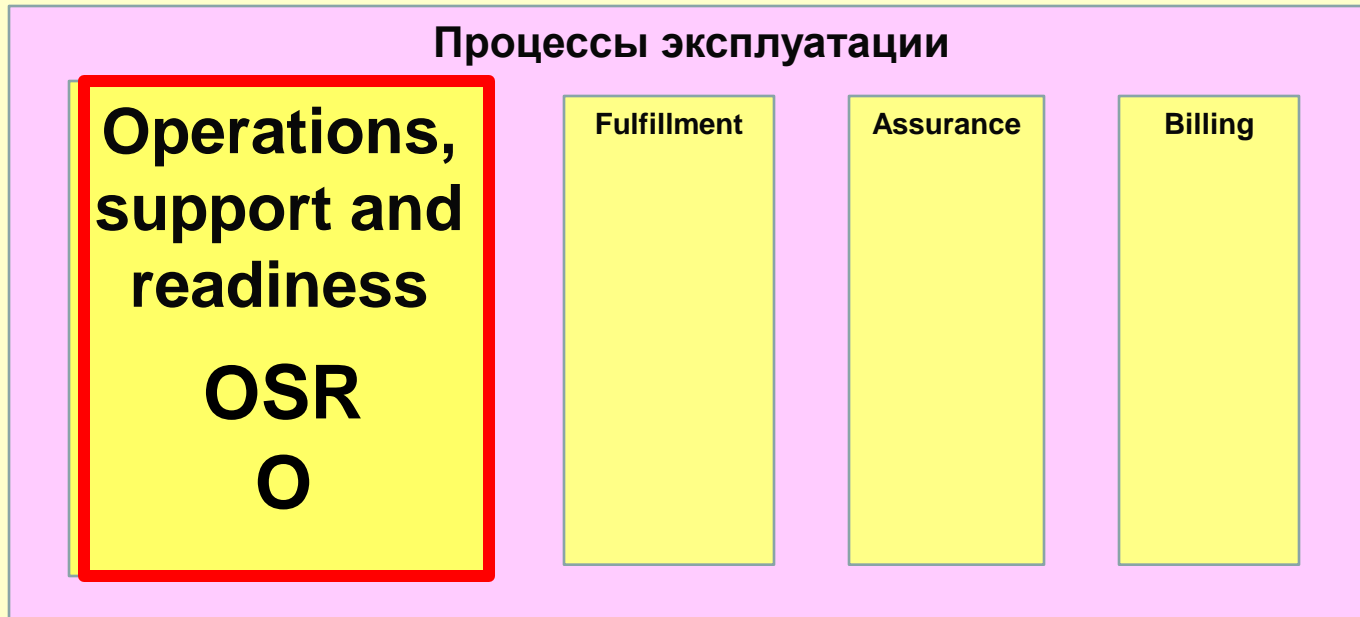 Процессы эксплуатации
Operations,
support and
readiness
OSR
O
Fulfillment
Assurance
Billing